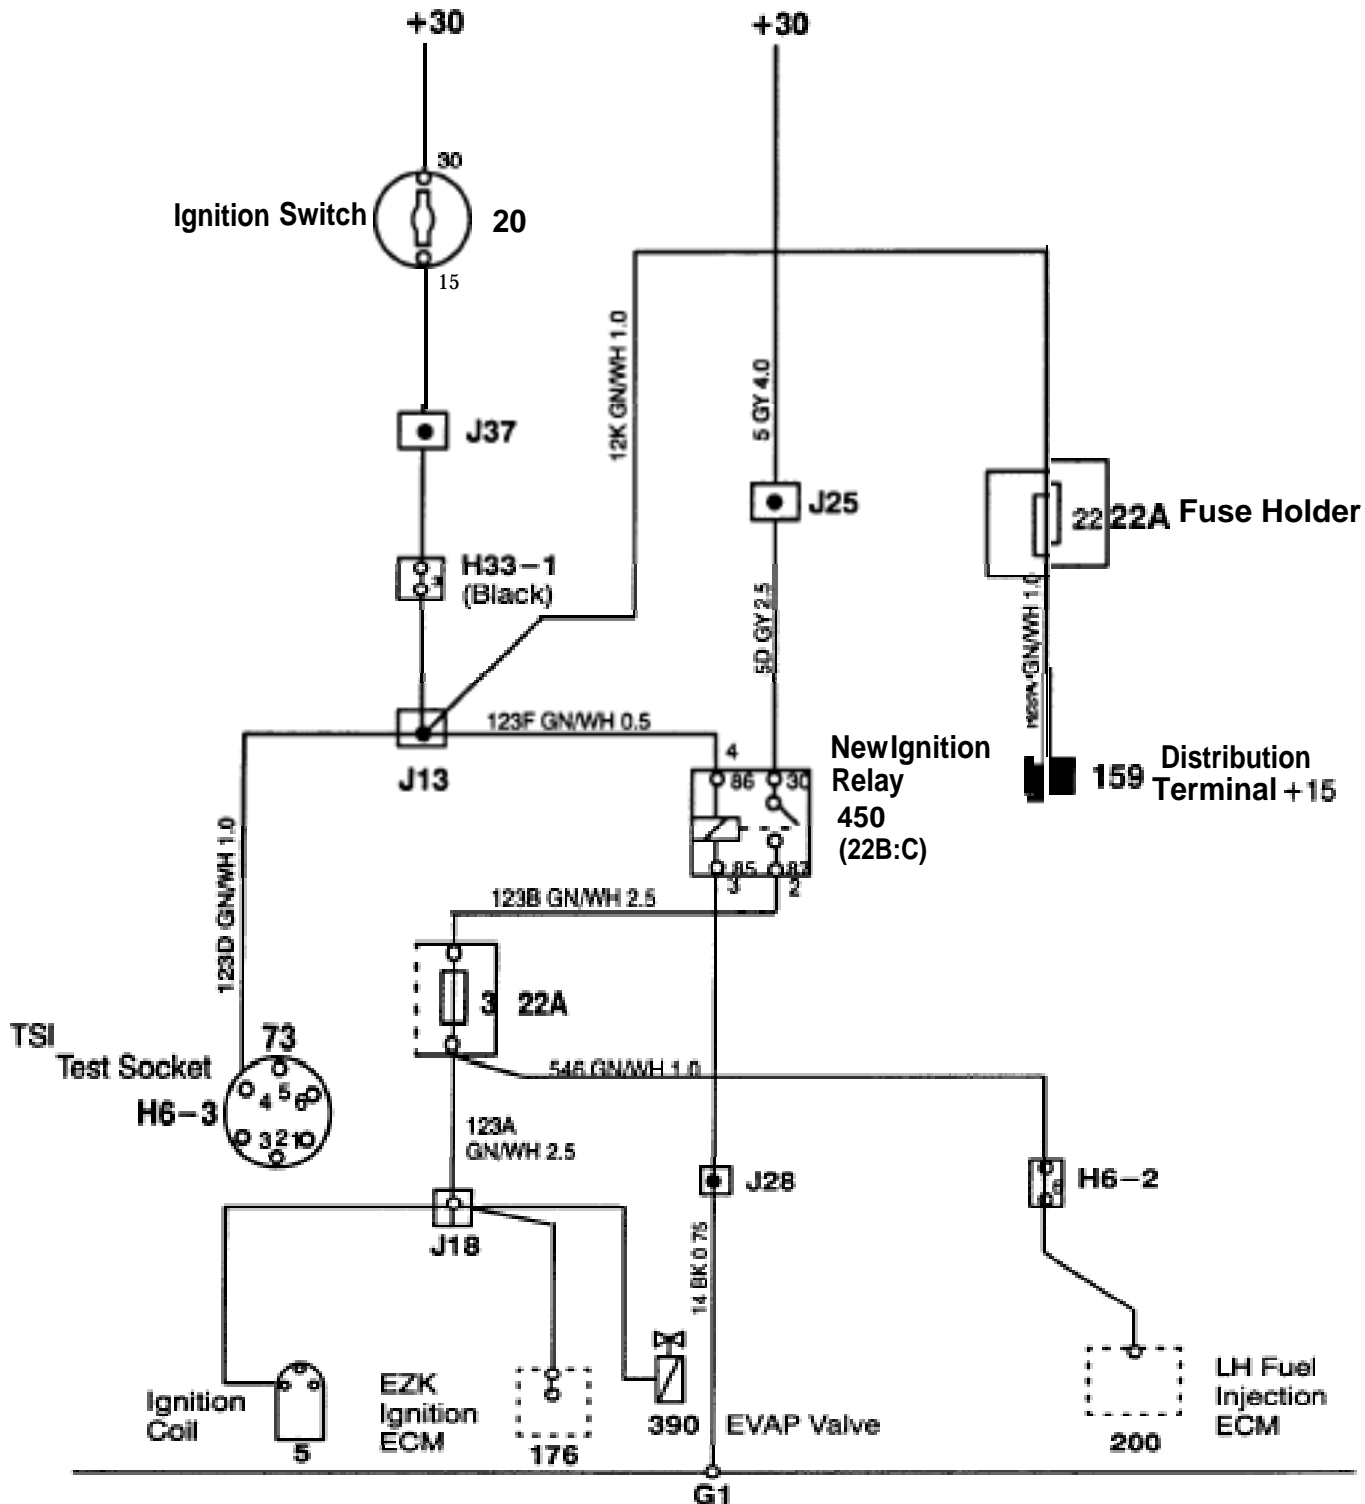 +30
+30
30
Ignition Switch
20
15
12K GN/WH 1.0
5 GY 4.0
J37
J25
22 22A Fuse Holder
H33-1
(Black)
5D GY 2.5
GN/WH 1.0
123F GN/WH 0.5
J13
4
86
30
NewIgnition
Relay
450
(22B:C)
159
Distribution
Terminal +15
85
87
3
2
123D GN/WH 1.0
123B GN/WH 2.5
3 22A
TSI
Test Socket
H6-3
73
5
4
6
3
2
1
546 GN/WH 1.0
123A
GN/WH 2.5
J28
H6-2
J18
14 BK 0 75
Ignition
Coil
5
EZK
Ignition
ECM
176
390
EVAP Valve
LH Fuel
Injection
ECM
200
G1